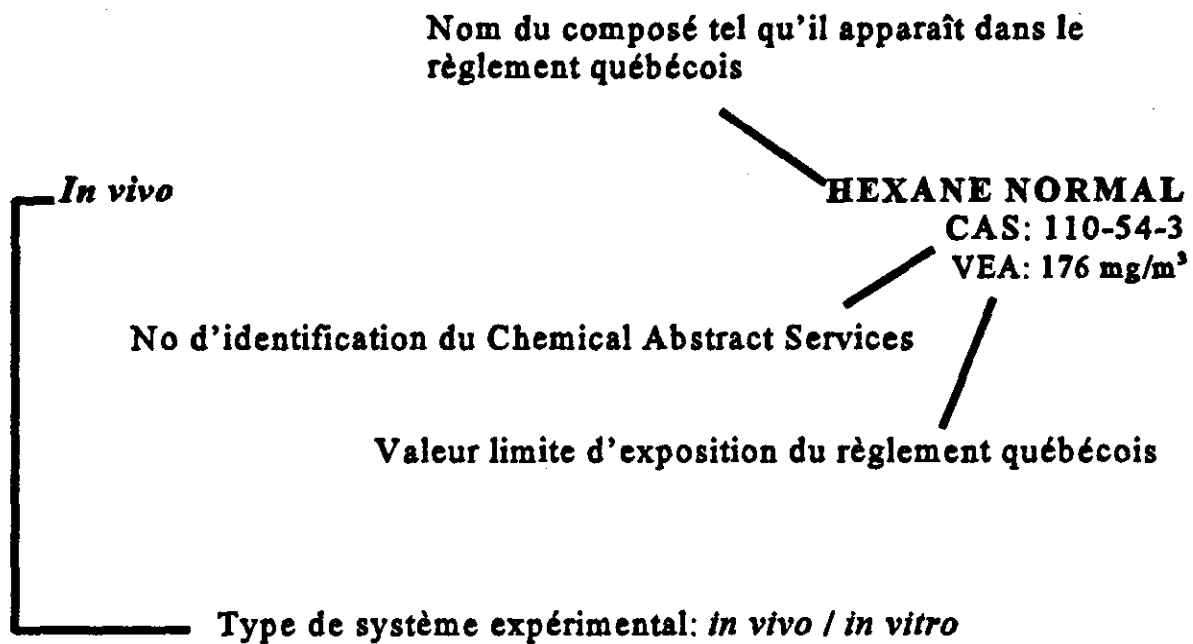 Nom du composé tel qu'il apparaît dans le
règlement québécois
In vivo
HEXANE NORMAL
CAS: 110-54-3
VEA: 176 mg/m³
No d'identification du Chemical Abstract Services
Valeur limite d'exposition du règlement québécois
Type de système expérimental: in vivo / in vitro